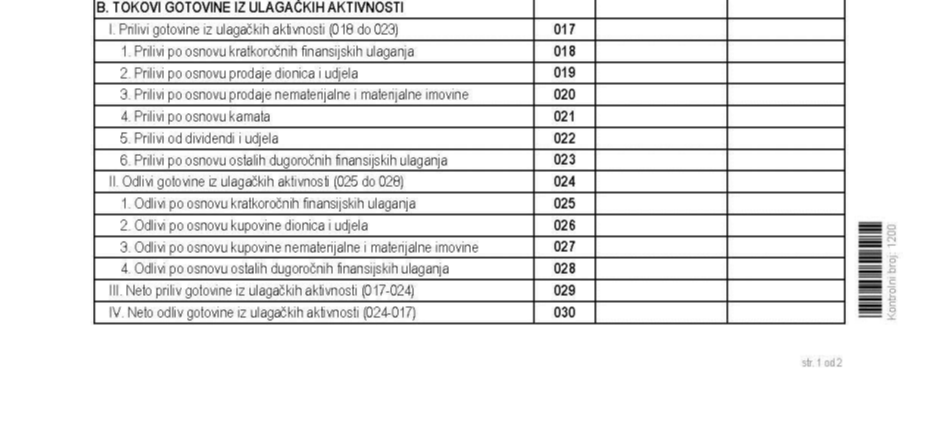 B. TOKOVI GOTOVINE IZ ULAGAČKIH AKTIVNOSTI
I. Prilivi gotovine iz ulagačkih aktivnosti (018 do 023) 017
1. Prilivi po osnovu kratkoročnih finansijskih ulaganja 018
2. Prilivi po osnovu prodaje dionica i udjela 019
3. Prilivi po osnovu prodaje nematerijalne i materijalne imovine 020
4. Prilivi po osnovu kamata 021
5. Prilivi od dividendi i udjela 022
6. Prilivi po osnovu ostalih dugoročnih finansijskih ulaganja 023
II. Odlivi gotovine iz ulagačkih aktivnosti (025 do 028) 024
1. Odlivi po osnovu kratkoročnih finansijskih ulaganja 025
2. Odlivi po osnovu kupovine dionica i udjela 026
3. Odlivi po osnovu kupovine nematerijalne i materijalne imovine 027
4. Odlivi po osnovu ostalih dugoročnih finansijskih ulaganja 028
III. Neto priliv gotovine iz ulagačkih aktivnosti (017-024) 029
IV. Neto odliv gotovine iz ulagačkih aktivnosti (024-017) 030
Kontrolni broj: 1200
str. 1 od 2